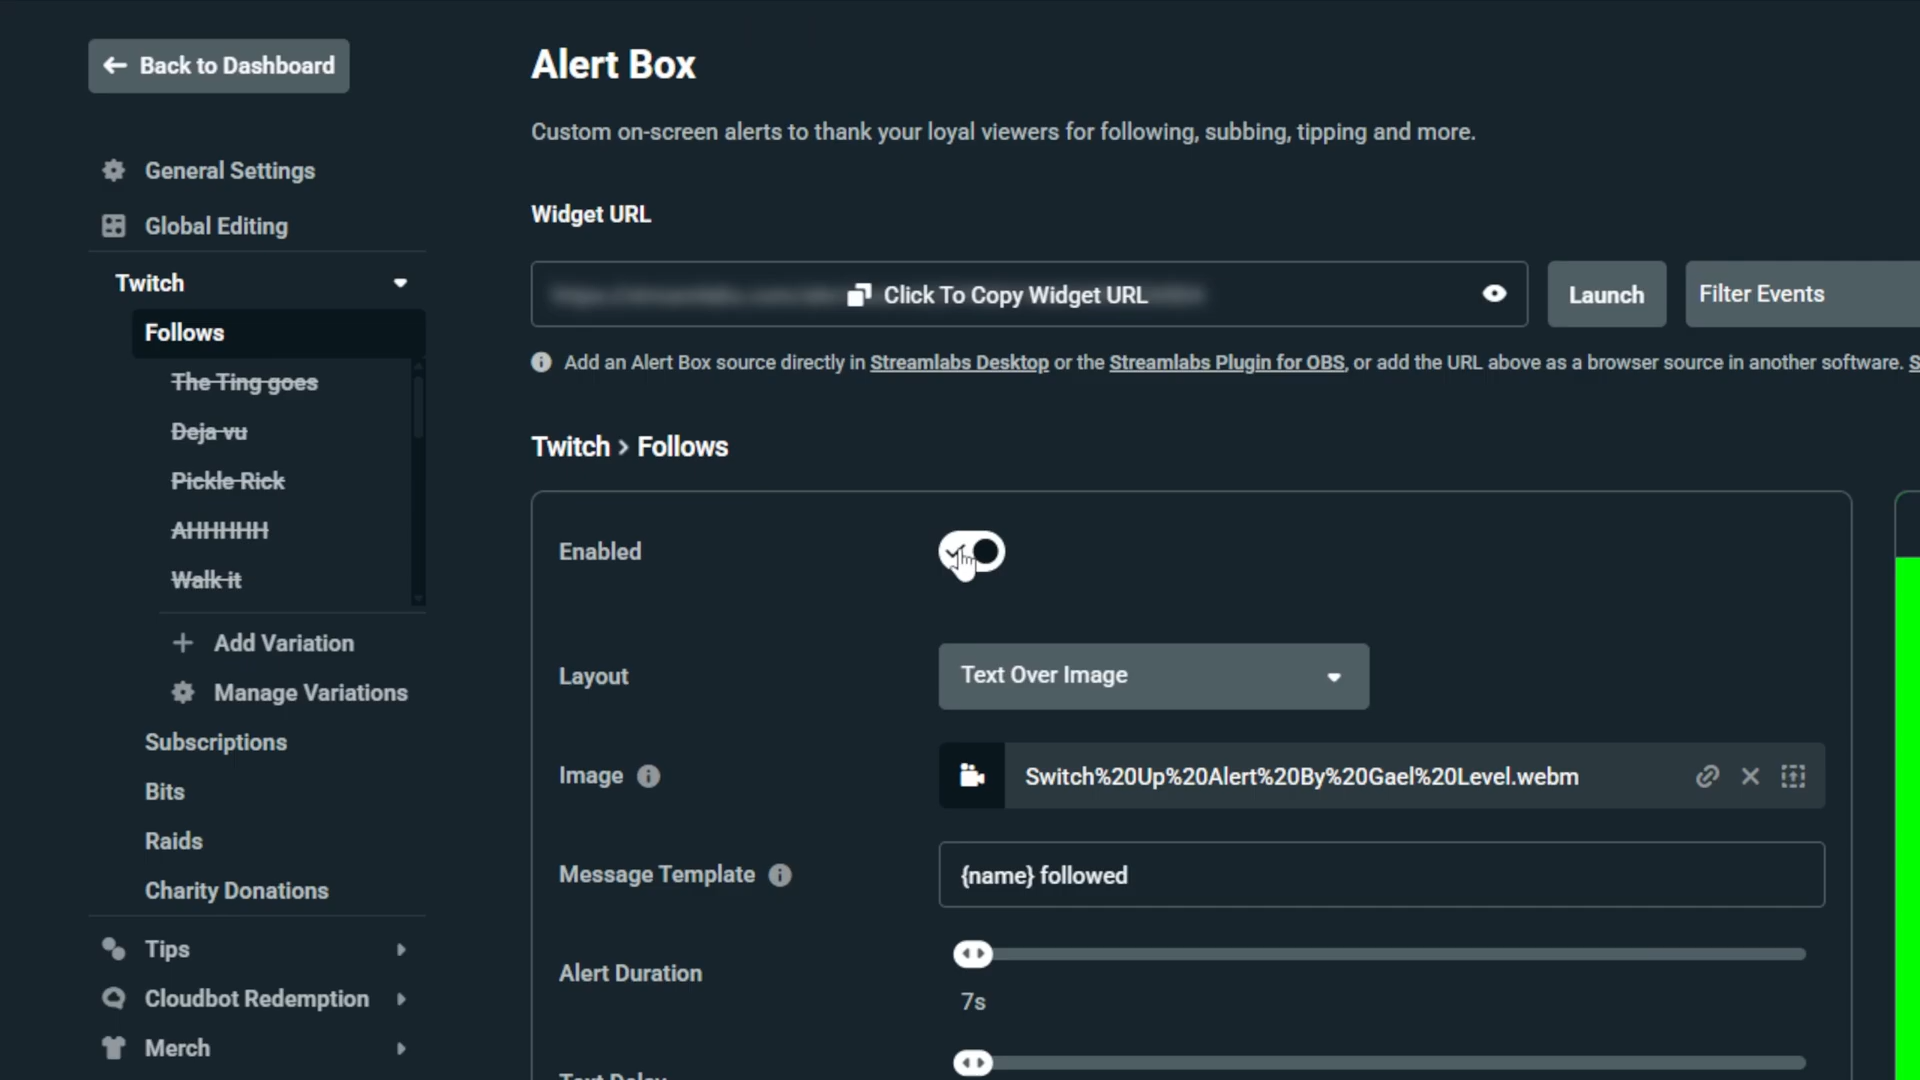 Back to Dashboard
General Settings
Global Editing
Twitch
Follows
The Ting goes
Deja vu
Pickle Rick
AHHHHH
Walk it
Add Variation
Manage Variations
Subscriptions
Bits
Raids
Charity Donations
Tips
Cloudbot Redemption
Merch
Alert Box
Custom on-screen alerts to thank your loyal viewers for following, subbing, tipping and more.
Widget URL
Click To Copy Widget URL
Launch
Filter Events
Add an Alert Box source directly in Streamlabs Desktop or the Streamlabs Plugin for OBS, or add the URL above as a browser source in another software. S
Twitch > Follows
Enabled
Layout
Text Over Image
Image
Switch%20Up%20Alert%20By%20Gael%20Level.webm
Message Template
{name} followed
Alert Duration
7s
Text Delay